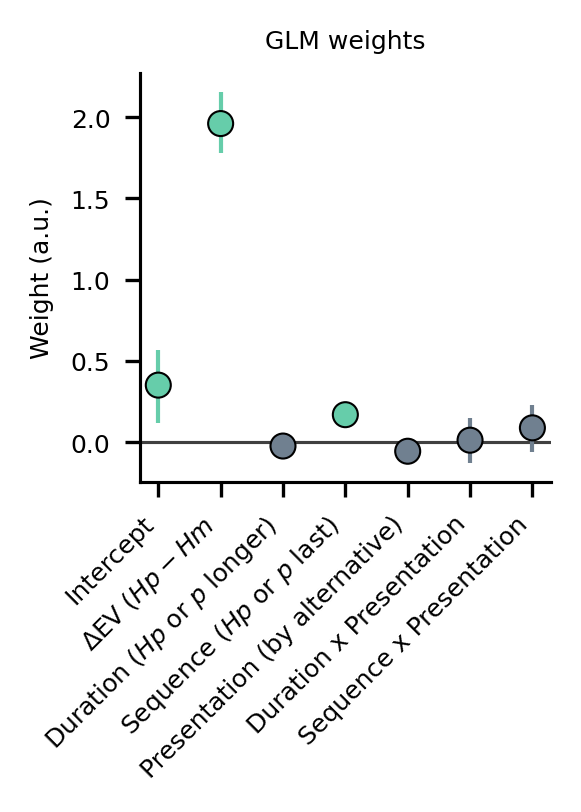 GLM weights
Weight (a.u.)
2.0
1.5
1.0
0.5
0.0
Intercept
ΔEV (Hp − Hm
Duration (Hp or p longer)
Sequence (Hp or p last)
Presentation (by alternative)
Duration x Presentation
Sequence x Presentation